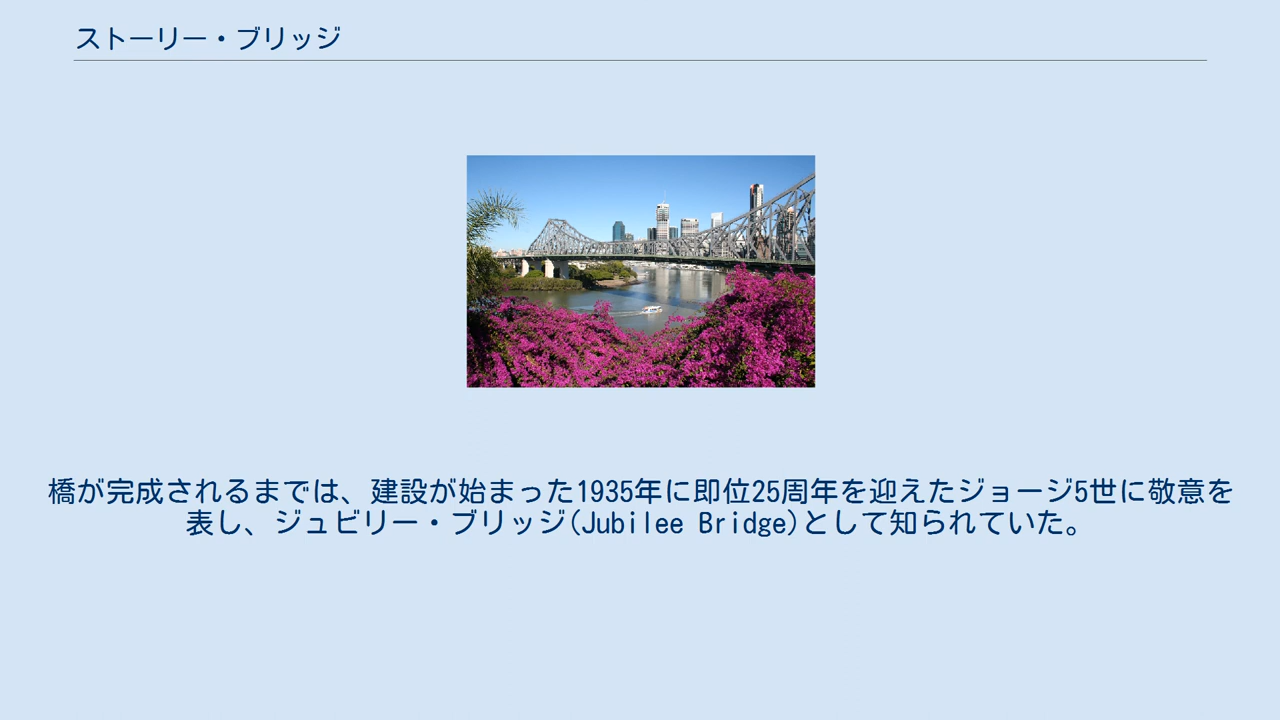 ストーリー・ブリッジ
橋が完成されるまでは、建設が始まった1935年に即位25周年を迎えたジョージ5世に敬意を
表し、ジュビリー・ブリッジ(Jubilee Bridge)として知られていた。